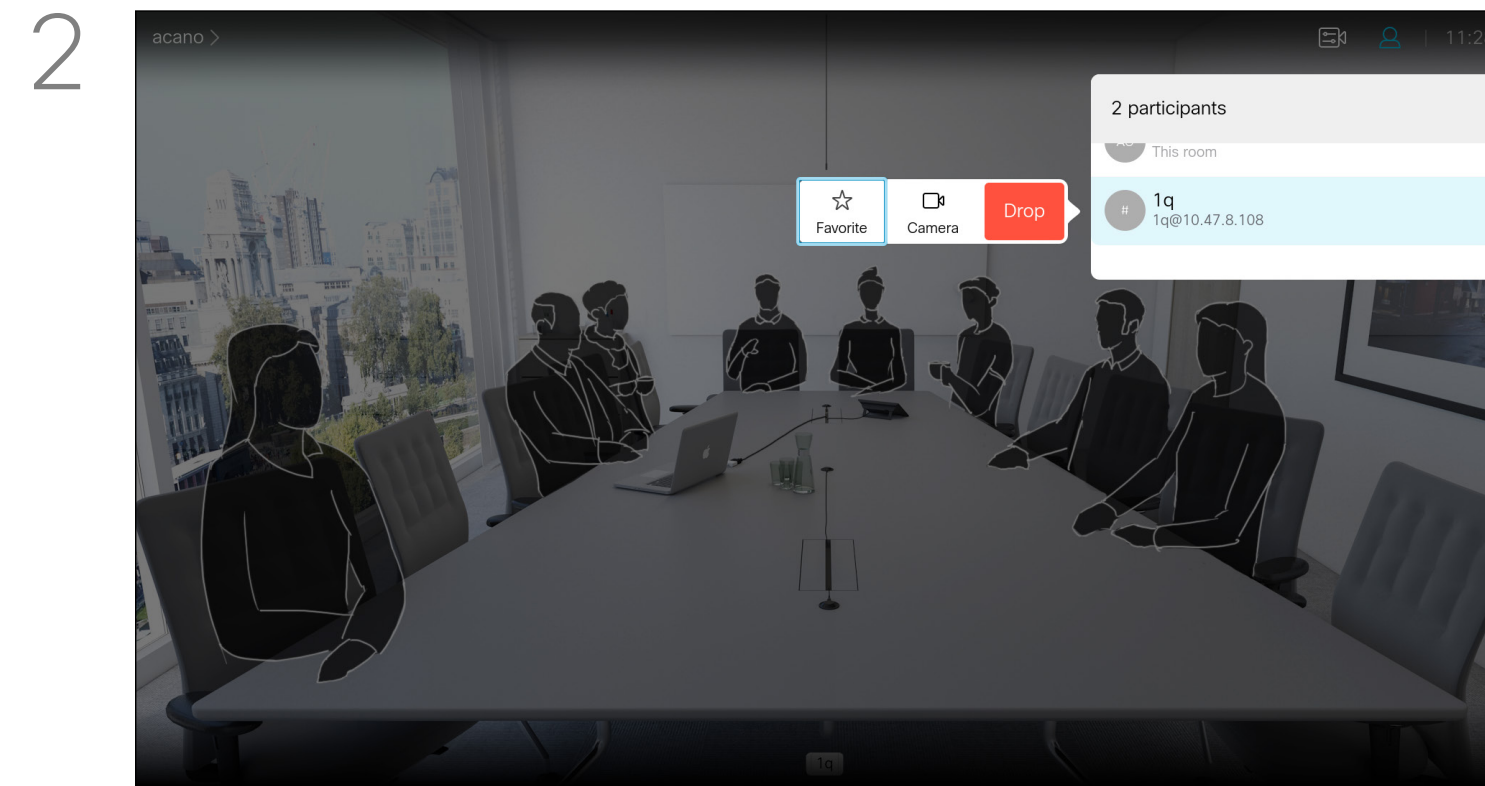 2
acano >
11:2
2 participants
This room
1q
#
1q@10.47.8.108
Favorite
Camera
Drop
1q